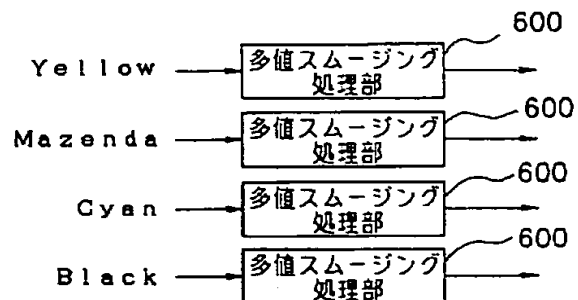 600
Yellow
多値スムージング
処理部
600
Mazenda
多値スムージング
処理部
600
Cyan
多値スムージング
処理部
600
Black
多値スムージング
処理部